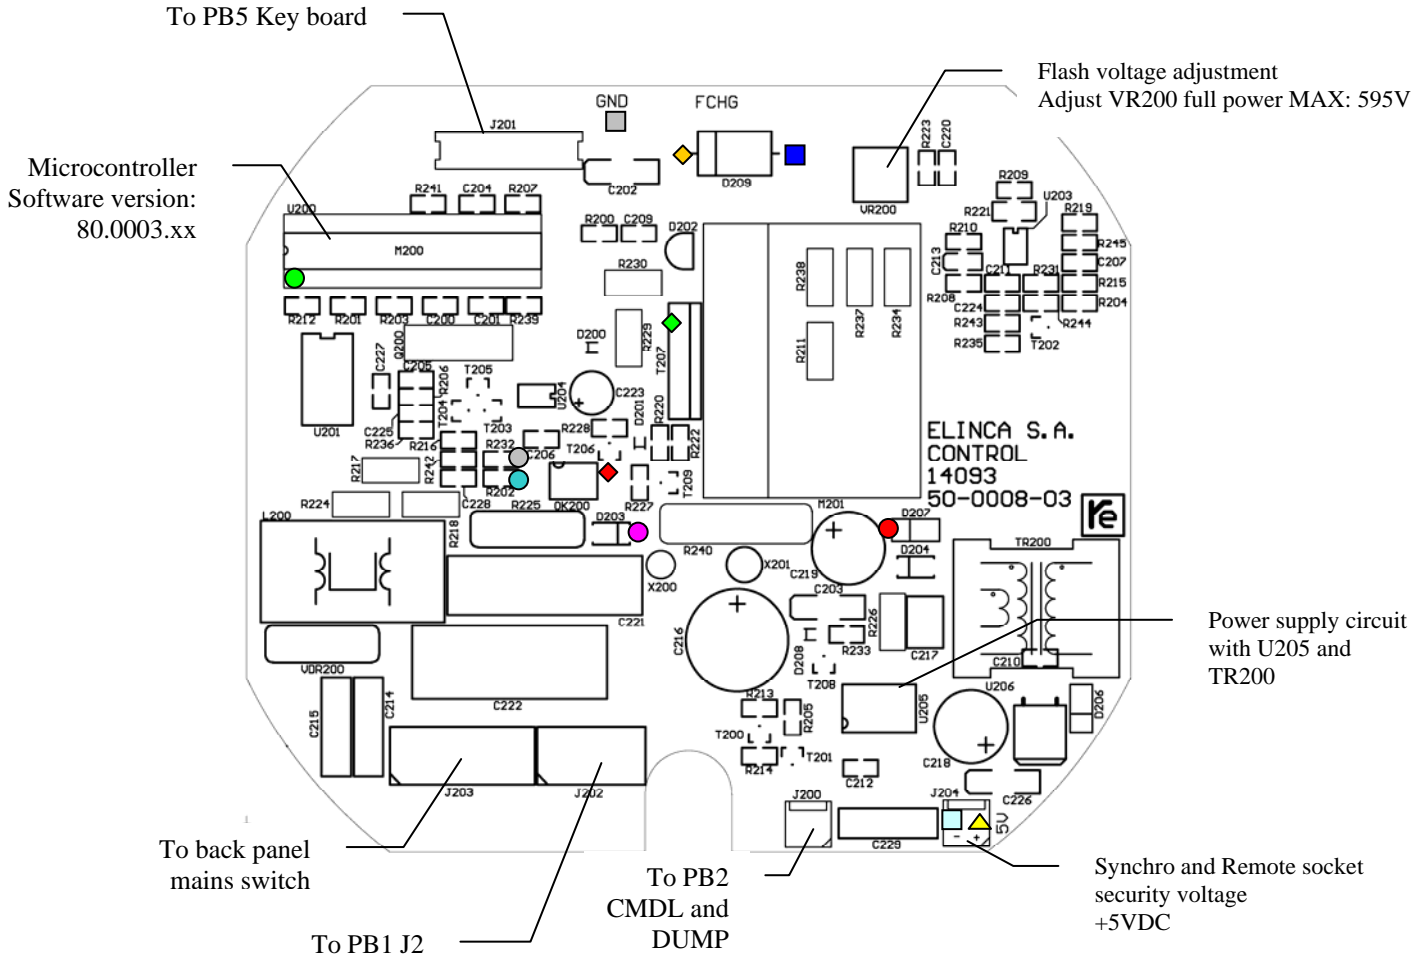 To PB5 Key board
Flash voltage adjustment
Adjust VR200 full power MAX: 595V
GND
FCHG
J201
R223
C220
Microcontroller
Software version:
80.0003.xx
C202
D209
VR200
R209
U203
R221
R219
R241
C204
R207
U200
M200
R200
C209
D202
R210
R245
C213
C211
R231
C207
R208
R215
C224
R204
R243
R244
R235
T202
R230
R238
R237
R234
R211
R212
R201
R203
C200
C201
R239
Q200
D200
R229
T207
C227
C205
R206
T205
T204
T203
U204
C223
U201
C225
R236
R216
R232
C206
R228
T206
D201
R220
R222
R217
R242
R202
C228
OK200
R227
T209
R224
R218
R225
D203
R240
M201
D207
ELINCA S.A.
CONTROL
14093
50-0008-03
re
L200
X200
X201
C219
D204
TR200
C203
C221
C216
D208
R233
R226
C217
C210
T208
VDR200
C222
C215
C214
R213
R205
T200
T201
R214
U205
U206
D206
C218
C212
C226
Power supply circuit
with U205 and
TR200
J203
J202
J200
C229
J204
5V
- +
To back panel
mains switch
To PB1 J2
To PB2
CMDL and
DUMP
Synchro and Remote socket
security voltage
+5VDC